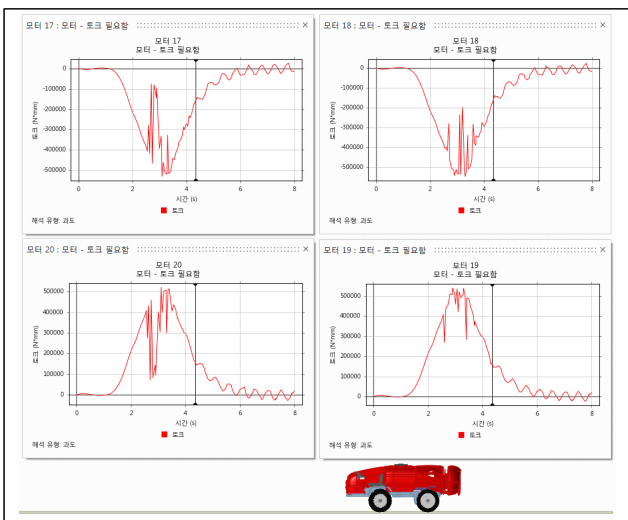 모터 17 : 모터 - 토크 필요함
모터 17
모터 - 토크 필요함
토크 (N*mm)
0
-100000
-200000
-300000
-400000
-500000
0 2 4 6 8
시간 (s)
토크
해석 유형: 과도
모터 18 : 모터 - 토크 필요함
모터 18
모터 - 토크 필요함
토크 (N*mm)
0
-100000
-200000
-300000
-400000
-500000
0 2 4 6 8
시간 (s)
토크
해석 유형: 과도
모터 20 : 모터 - 토크 필요함
모터 20
모터 - 토크 필요함
토크 (N*mm)
500000
400000
300000
200000
100000
0
0 2 4 6 8
시간 (s)
토크
해석 유형: 과도
모터 19 : 모터 - 토크 필요함
모터 19
모터 - 토크 필요함
토크 (N*mm)
500000
400000
300000
200000
100000
0
0 2 4 6 8
시간 (s)
토크
해석 유형: 과도